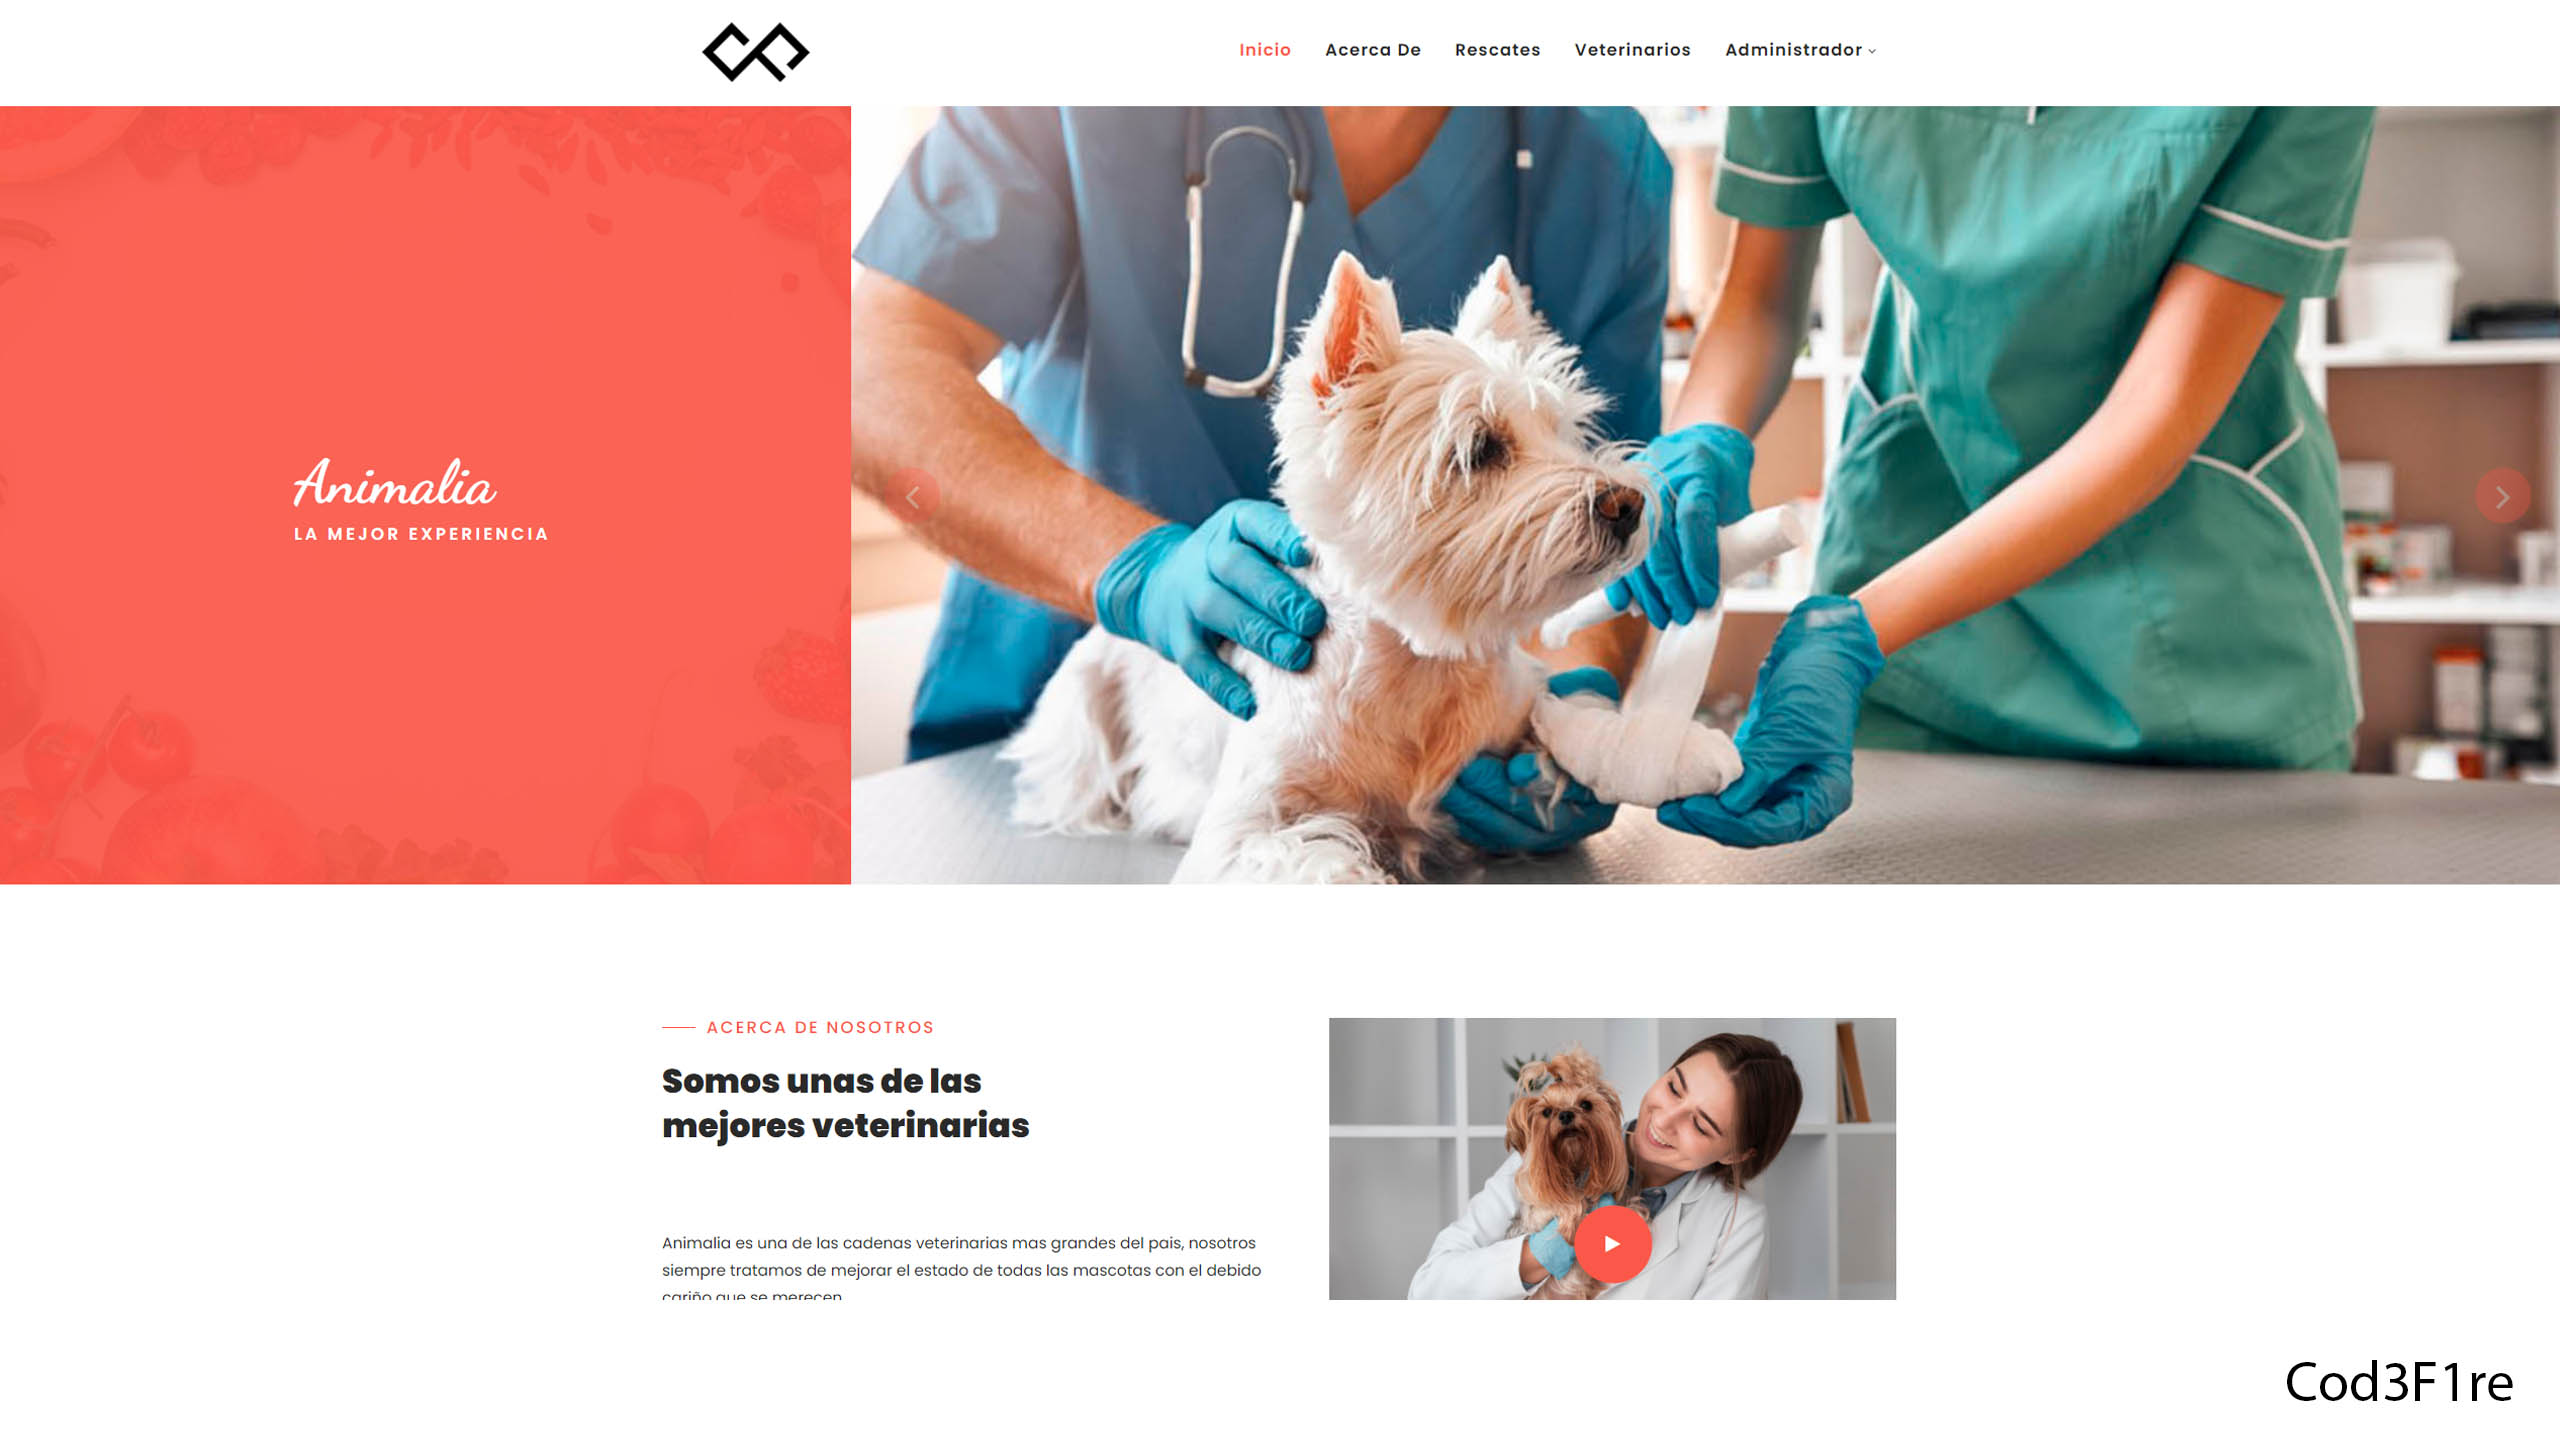 Inicio Acerca De Rescates Veterinarios Administrador
Animalia
LA MEJOR EXPERIENCIA
ACERCA DE NOSOTROS
Somos unas de las
mejores veterinarias
Animalia es una de las cadenas veterinarias mas grandes del pais, nosotros
siempre tratamos de mejorar el estado de todas las mascotas con el debido
cariño que se merecen
Cod3F1re